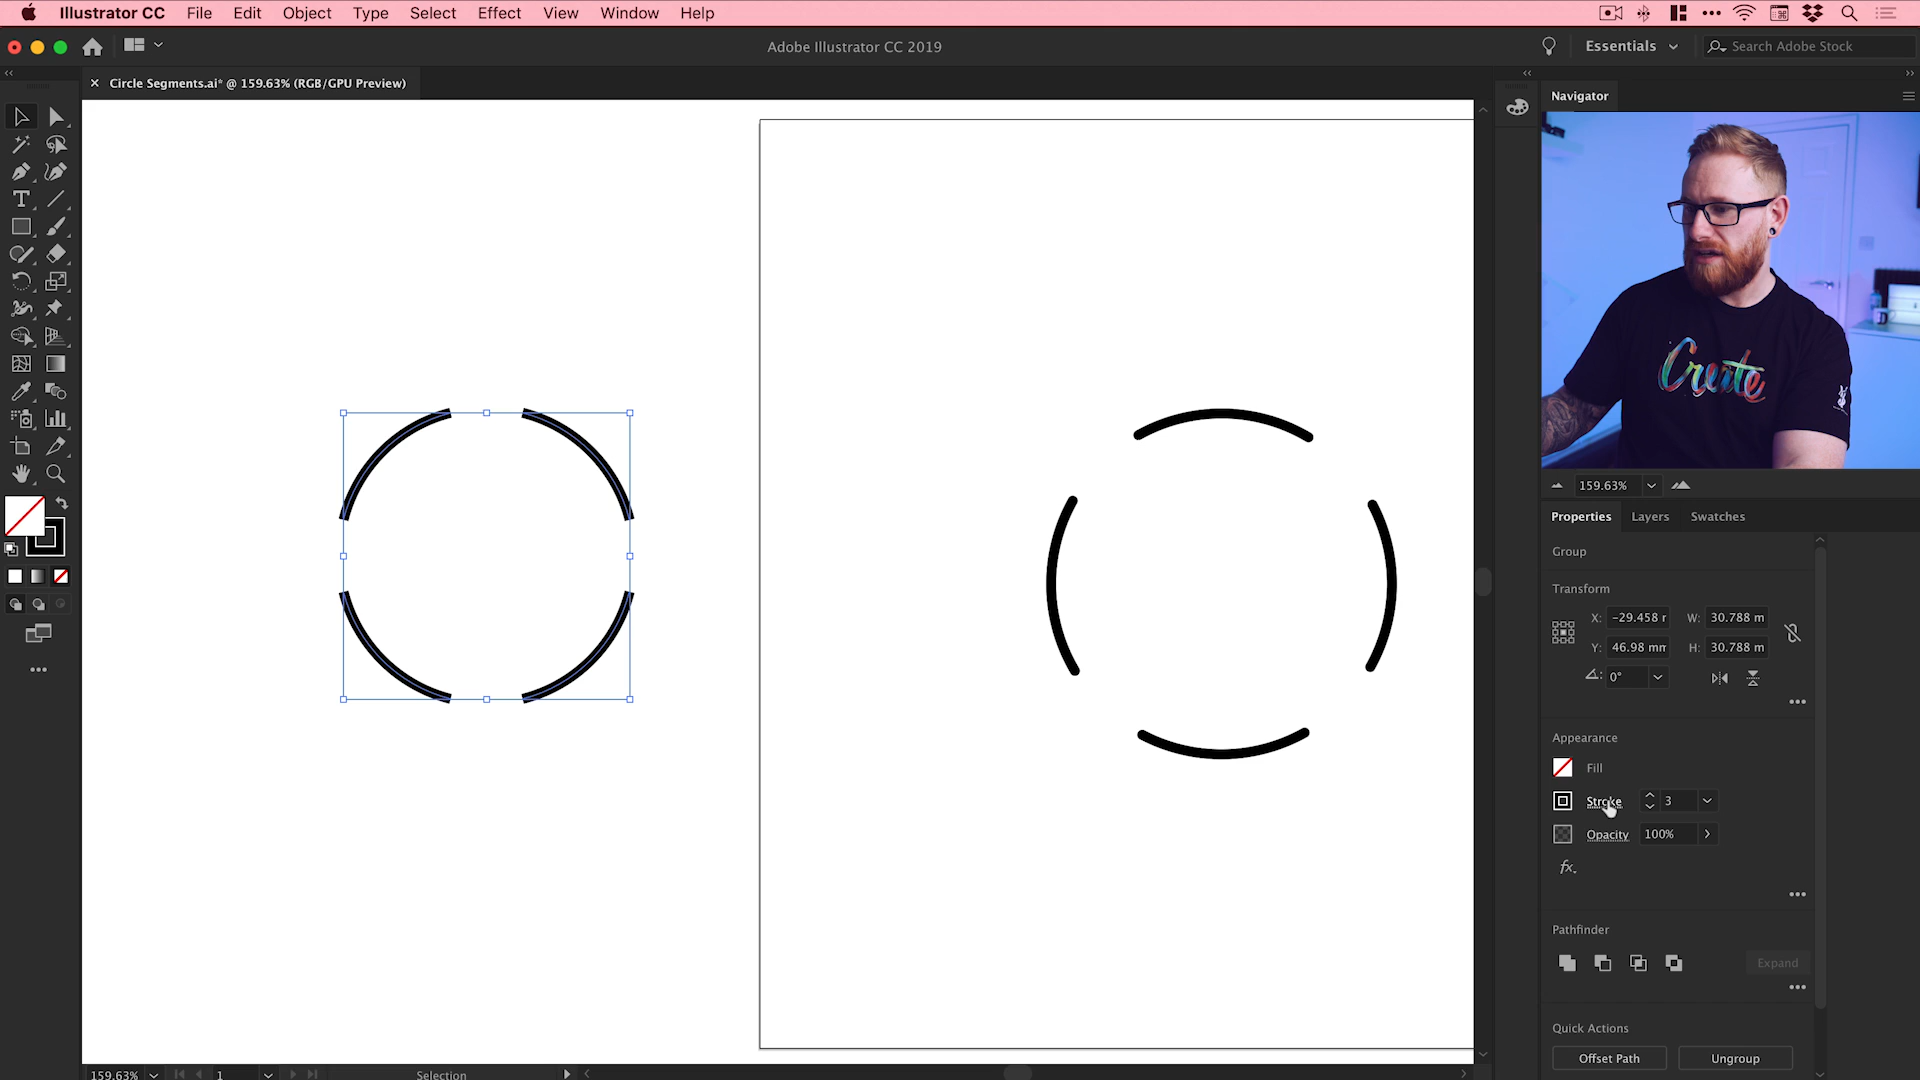 Illustrator CC File Edit Object Type Select Effect View Window Help
Adobe Illustrator CC 2019
Essentials
Search Adobe Stock
Circle Segments.ai* @ 159.63% (RGB/GPU Preview)
Navigator
Create
159.63%
Properties Layers Swatches
Group
Transform
X: -29.458 r W: 30.788 m
Y: 46.98 mm H: 30.788 m
0°
Appearance
Fill
Stroke 3
Opacity 100%
fx
Pathfinder
Expand
Quick Actions
Offset Path Ungroup
159.63% 1 Selection